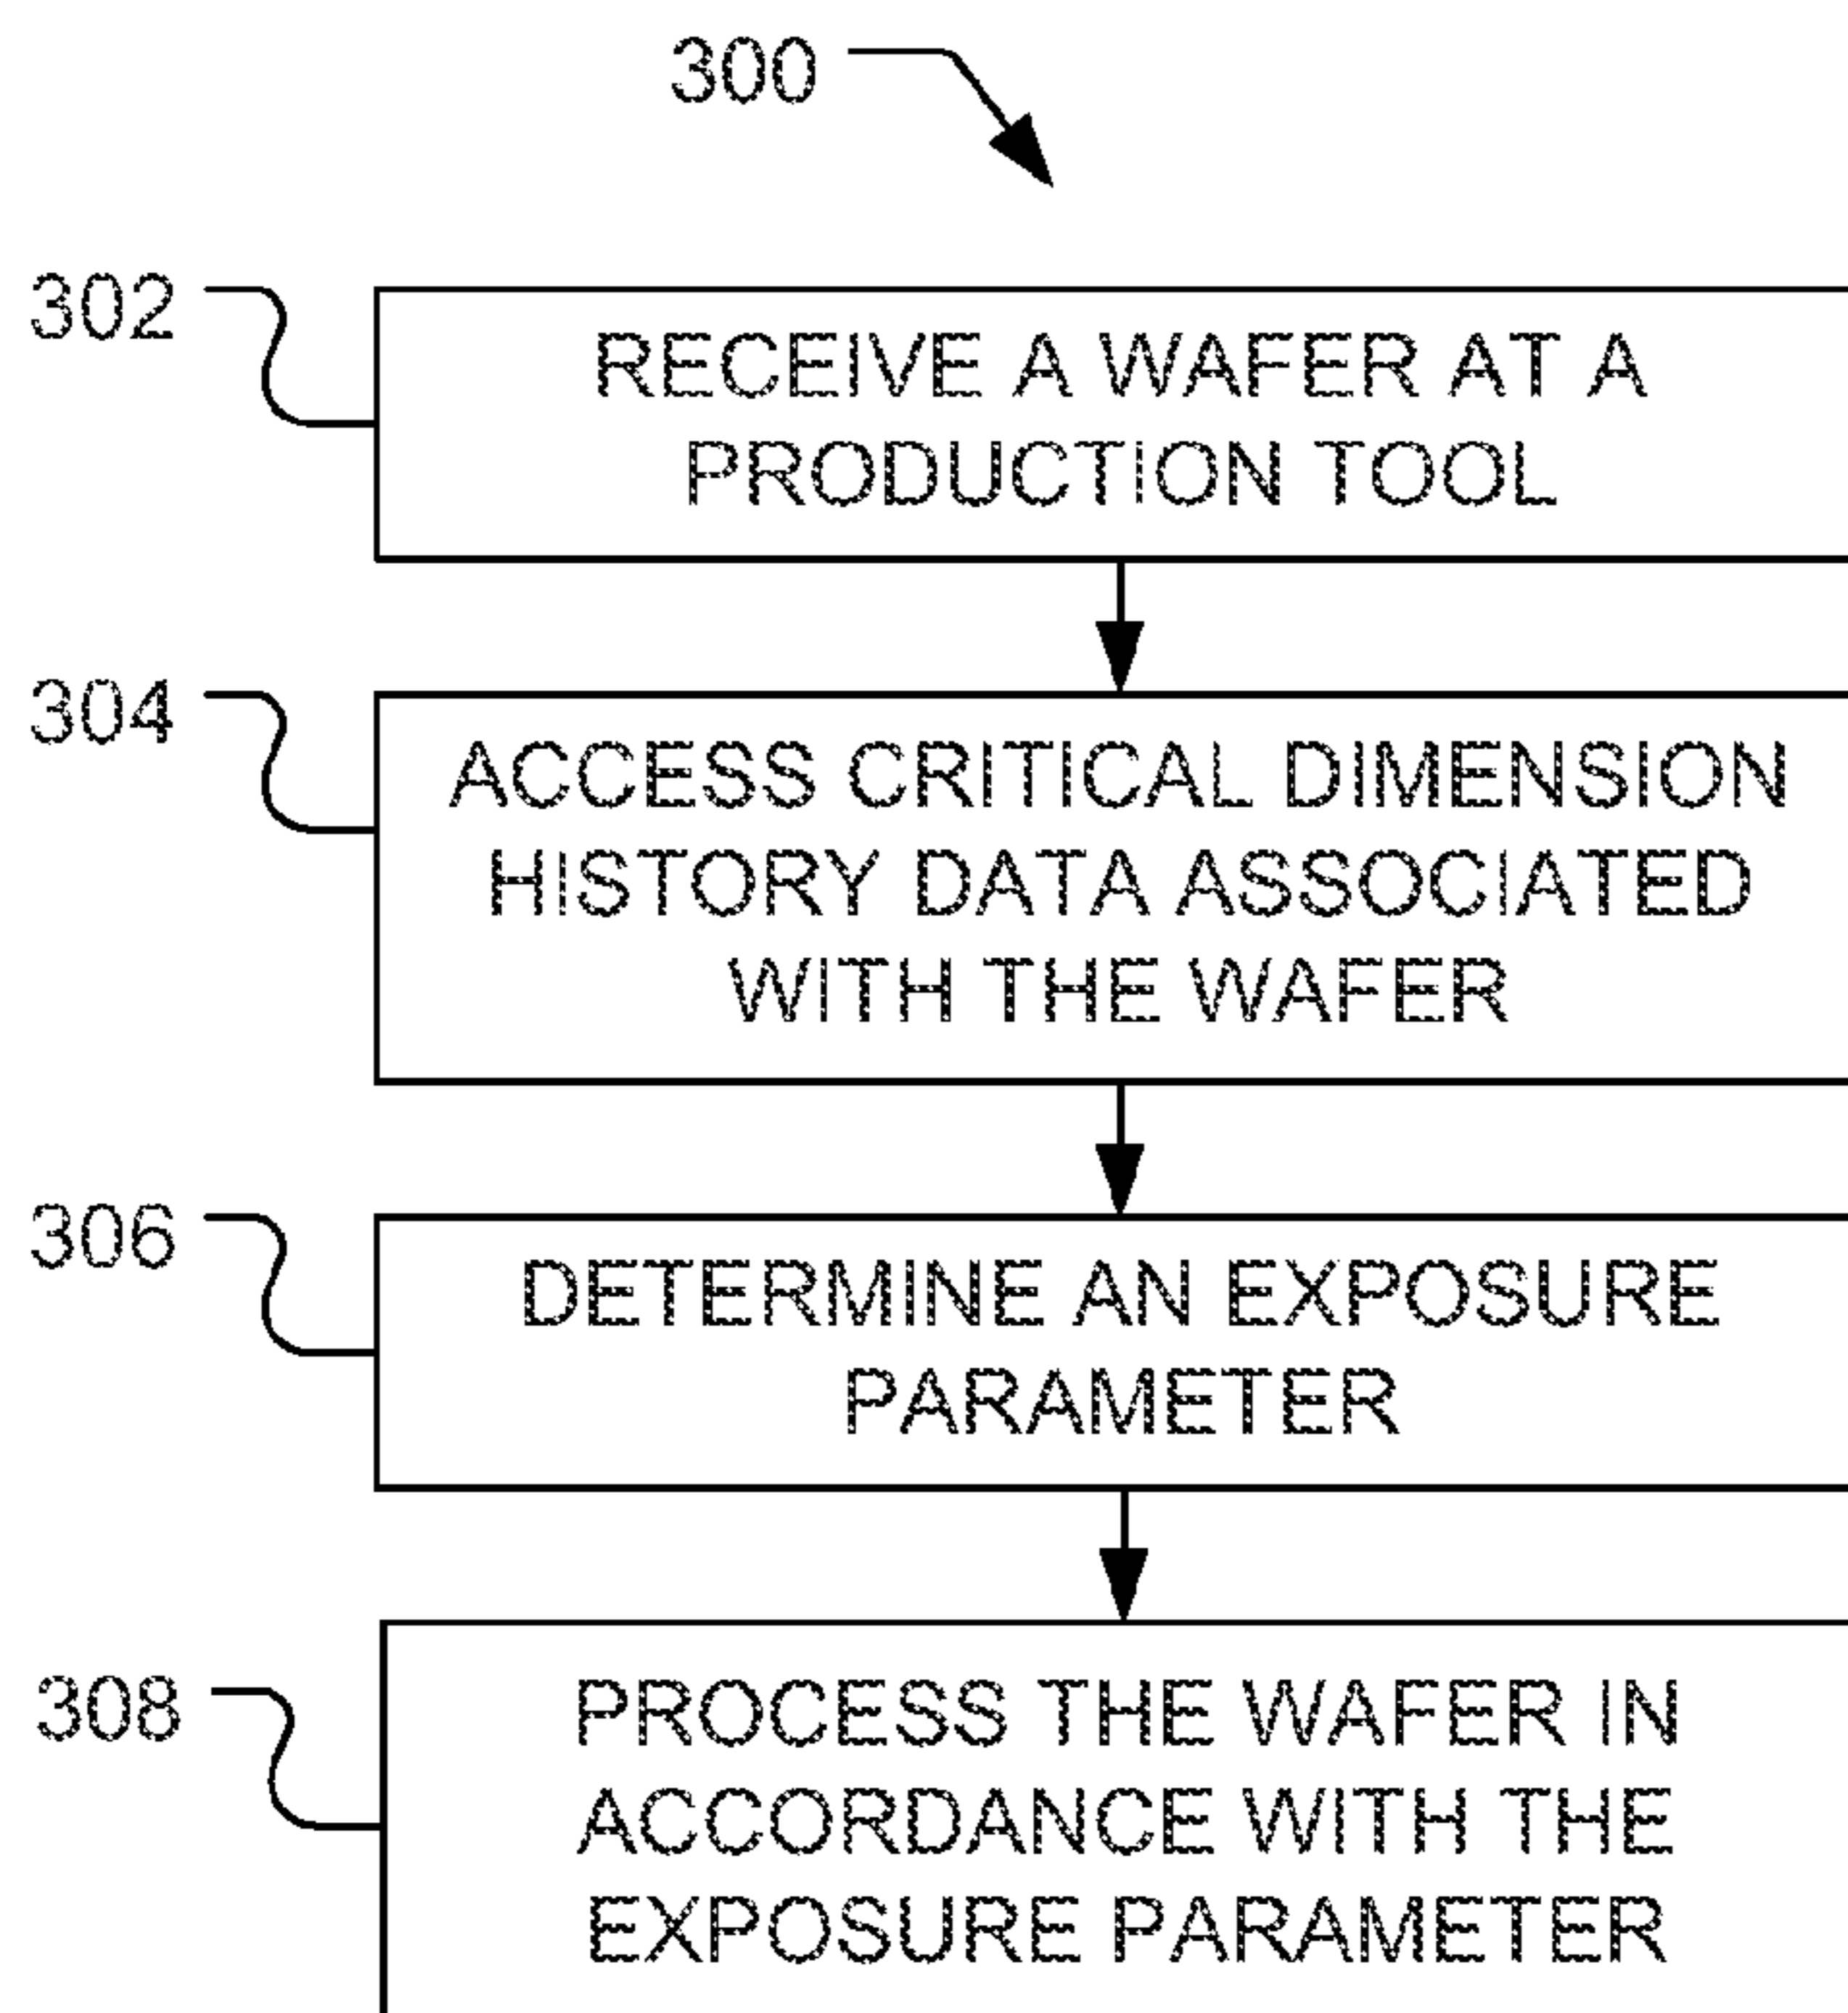 300
302
RECEIVE A WAFER AT A
PRODUCTION TOOL
304
ACCESS CRITICAL DIMENSION
HISTORY DATA ASSOCIATED
WITH THE WAFER
306
DETERMINE AN EXPOSURE
PARAMETER
308
PROCESS THE WAFER IN
ACCORDANCE WITH THE
EXPOSURE PARAMETER